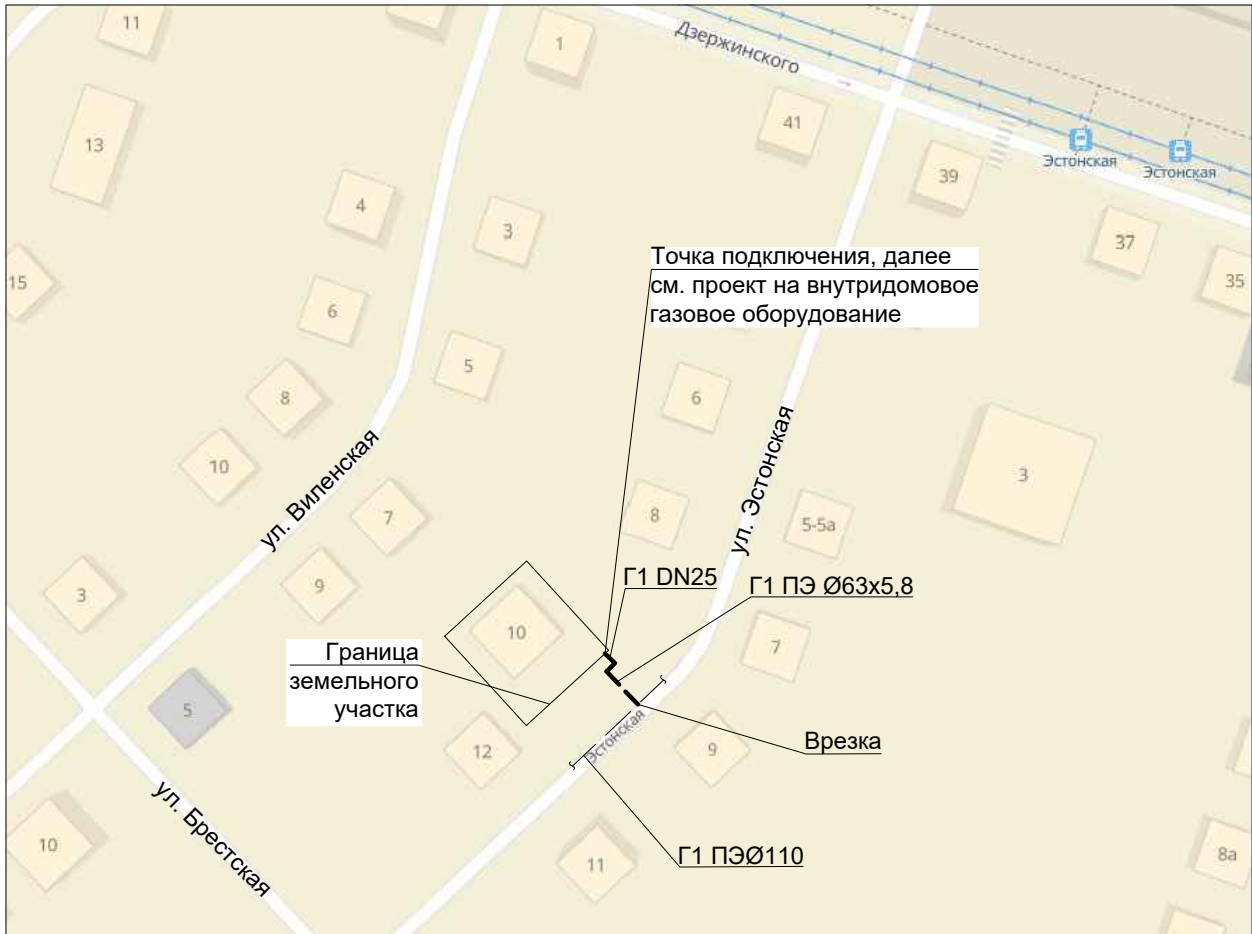 11
1
Дзержинского
13
41
Эстонская
Эстонская
39
4
3
37
15
35
Точка подключения, далее
см. проект на внутридомовое
газовое оборудование
6
5
8
6
10
ул. Виленская
ул. Эстонская
3
7
8
5-5а
9
3
Г1 DN25
Г1 ПЭ Ø63х5,8
10
7
Граница
земельного
участка
5
12
Эстонская
9
Врезка
ул. Брестская
10
11
Г1 ПЭØ110
8а